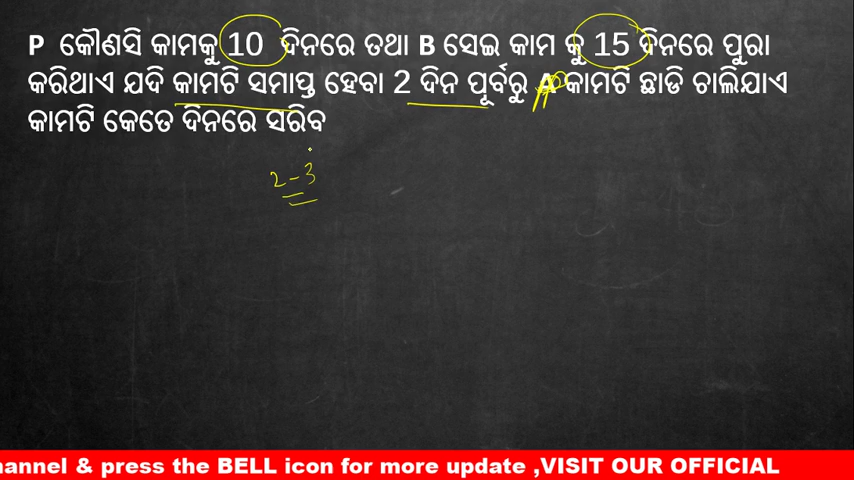 P କୌଣସି କାମକୁ 10 ଦିନରେ ତଥା B ସେଇ କାମ କୁ 15 ଦିନରେ ପୁରା
କରିଥାଏ ଯଦି କାମଟି ସମାପ୍ତ ହେବା 2 ଦିନ ପୂର୍ବରୁ P କାମଟି ଛାଡି ଚାଲିଯାଏ
କାମଟି କେତେ ଦିନରେ ସରିବ
2-3
hannel & press the BELL icon for more update ,VISIT OUR OFFICIAL